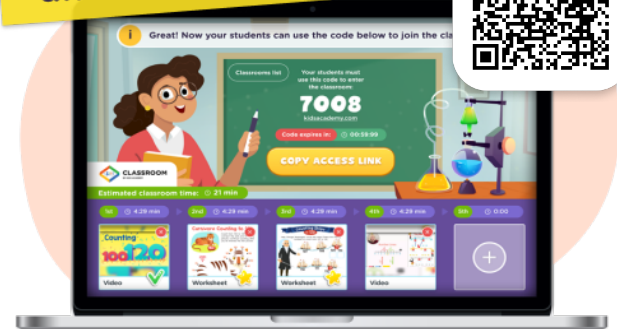 Great! Now your students can use the code below to join the cla
Classrooms list
Your students must
use this code to enter
the classroom:
7008
kidsacademy.com
Code expires in: 00:59:99
COPY ACCESS LINK
CLASSROOM
Estimated classroom time: 21 min
1st 4.29 min 2nd 4.29 min 3rd 4.29 min 4th 4.29 min 5th 0:00
Counting
100 120
Video Worksheet Worksheet Video